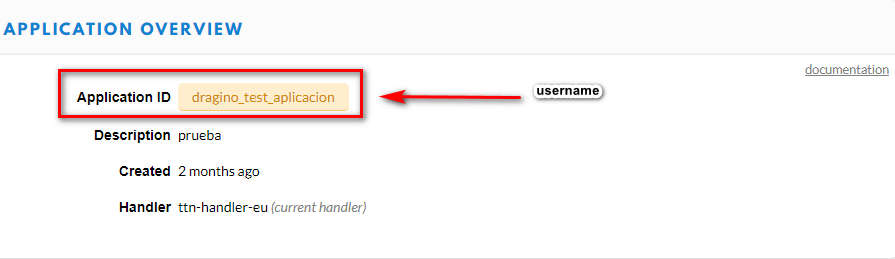 APPLICATION OVERVIEW
documentation
Application ID dragino_test_aplicacion
username
Description prueba
Created 2 months ago
Handler ttn-handler-eu (current handler)